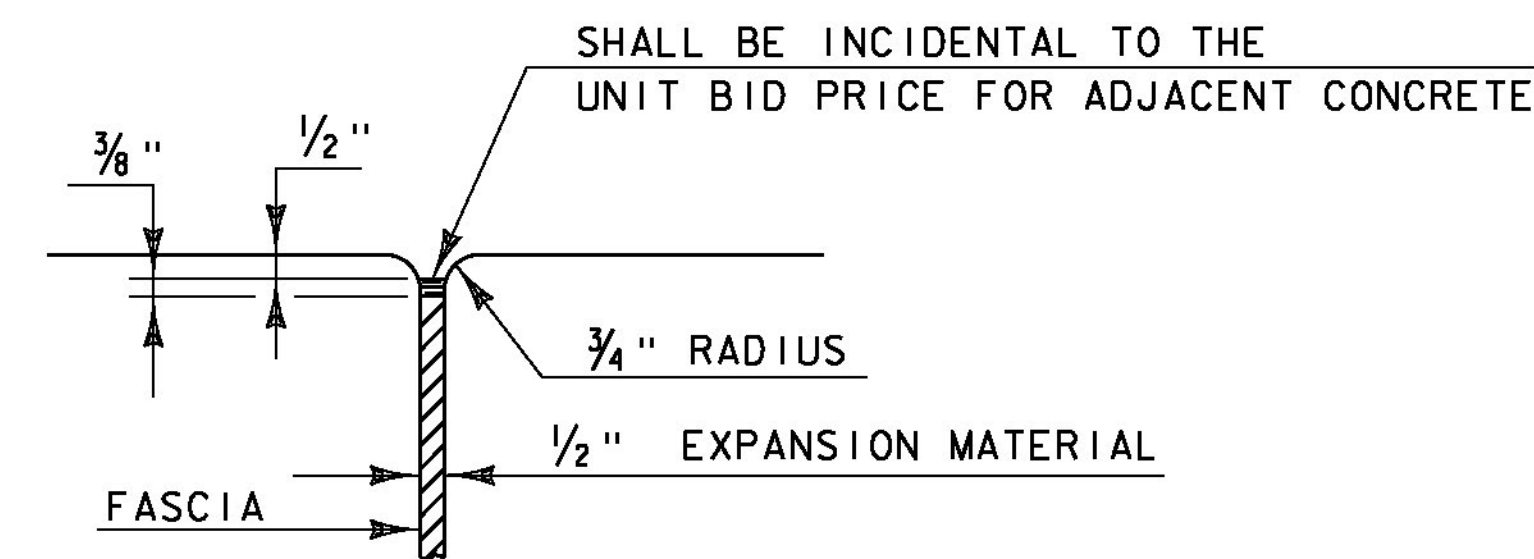 SHALL BE INCIDENTAL TO THE
UNIT BID PRICE FOR ADJACENT CONCRETE
3/8"
1/2"
3/4" RADIUS
1/2" EXPANSION MATERIAL
FASCIA